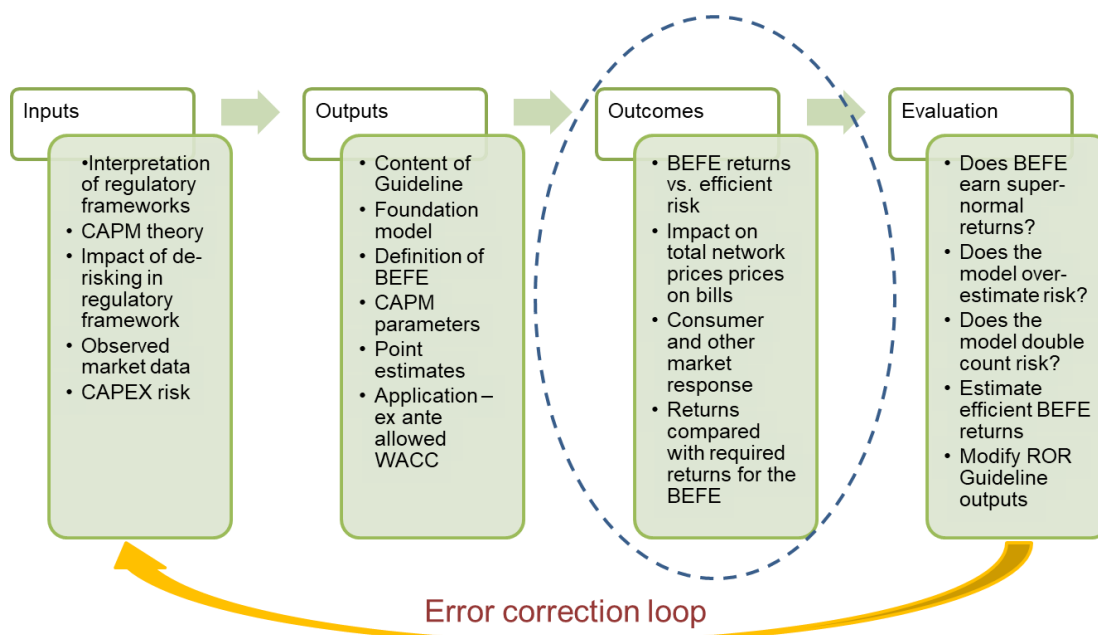 Inputs
•Interpretation
of regulatory
frameworks
• CAPM theory
• Impact of de-
risking in
regulatory
framework
• Observed
market data
• CAPEX risk
Outputs
• Content of
Guideline
• Foundation
model
• Definition of
BEFE
• CAPM
parameters
• Point
estimates
• Application –
ex ante
allowed
WACC
Outcomes
• BEFE returns
vs. efficient
risk
• Impact on
total network
prices prices
on bills
• Consumer
and other
market
response
• Returns
compared
with required
returns for the
BEFE
Evaluation
• Does BEFE
earn super-
normal
returns?
• Does the
model over-
estimate risk?
• Does the
model double
count risk?
• Estimate
efficient BEFE
returns
• Modify ROR
Guideline
outputs
Error correction loop